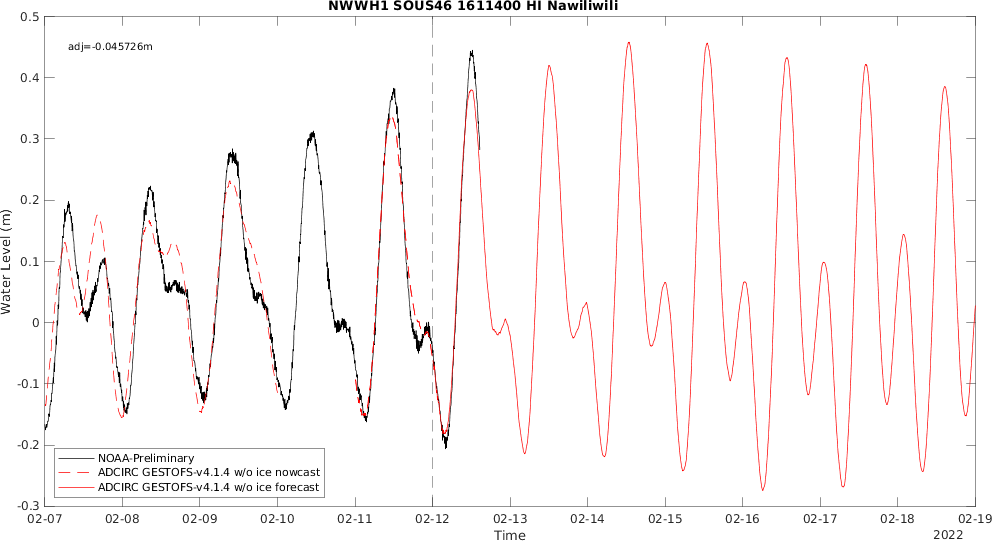 NWWH1 SOUS46 1611400 HI Nawiliwili
0.5
adj=-0.045726m
0.4
0.3
0.2
0.1
0
-0.1
-0.2
-0.3
Water Level (m)
NOAA-Preliminary
ADCIRC GESTOFS-v4.1.4 w/o ice nowcast
ADCIRC GESTOFS-v4.1.4 w/o ice forecast
02-07 02-08 02-09 02-10 02-11 02-12 02-13 02-14 02-15 02-16 02-17 02-18 02-19
Time
2022